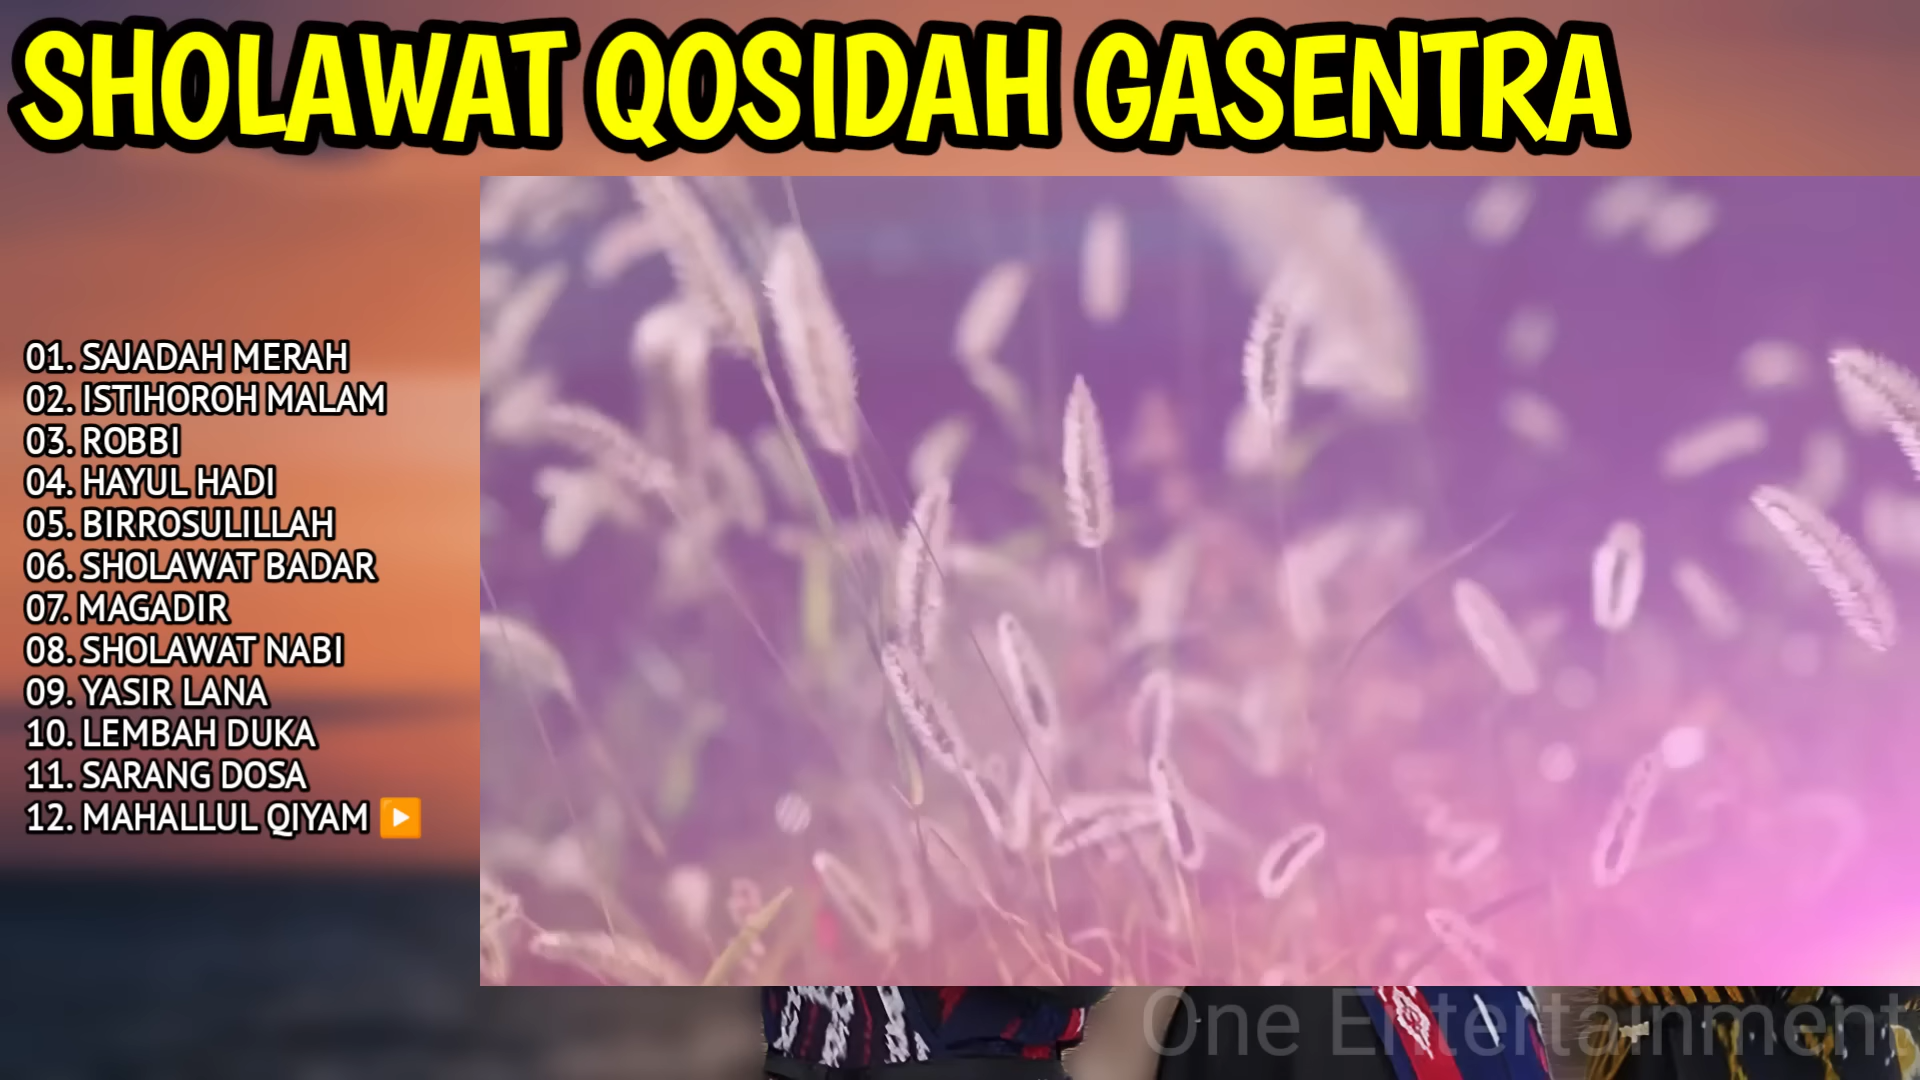 SHOLAWAT QOSIDAH GASENTRA
01. SAJADAH MERAH
02. ISTIHOROH MALAM
03. ROBBI
04. HAYUL HADI
05. BIRROSULILLAH
06. SHOLAWAT BADAR
07. MAGADIR
08. SHOLAWAT NABI
09. YASIR LANA
10. LEMBAH DUKA
11. SARANG DOSA
12. MAHALLUL QIYAM ▶️
One Entertainment